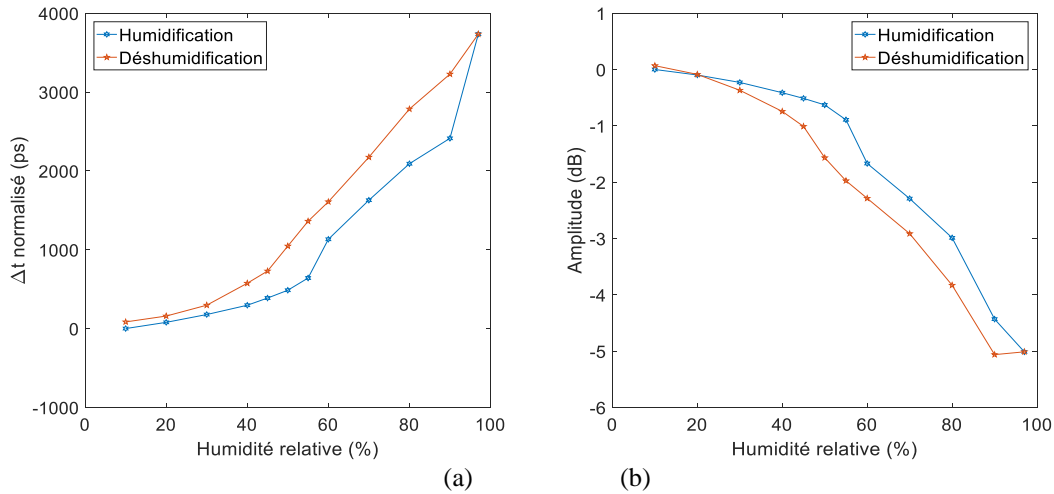 4000
3000
2000
1000
0
-1000
Δt normalisé (ps)
Humidification
Déshumidification
0
20
40
60
80
100
Humidité relative (%)
(a)
1
0
-1
-2
-3
-4
-5
-6
Amplitude (dB)
Humidification
Déshumidification
0
20
40
60
80
100
Humidité relative (%)
(b)